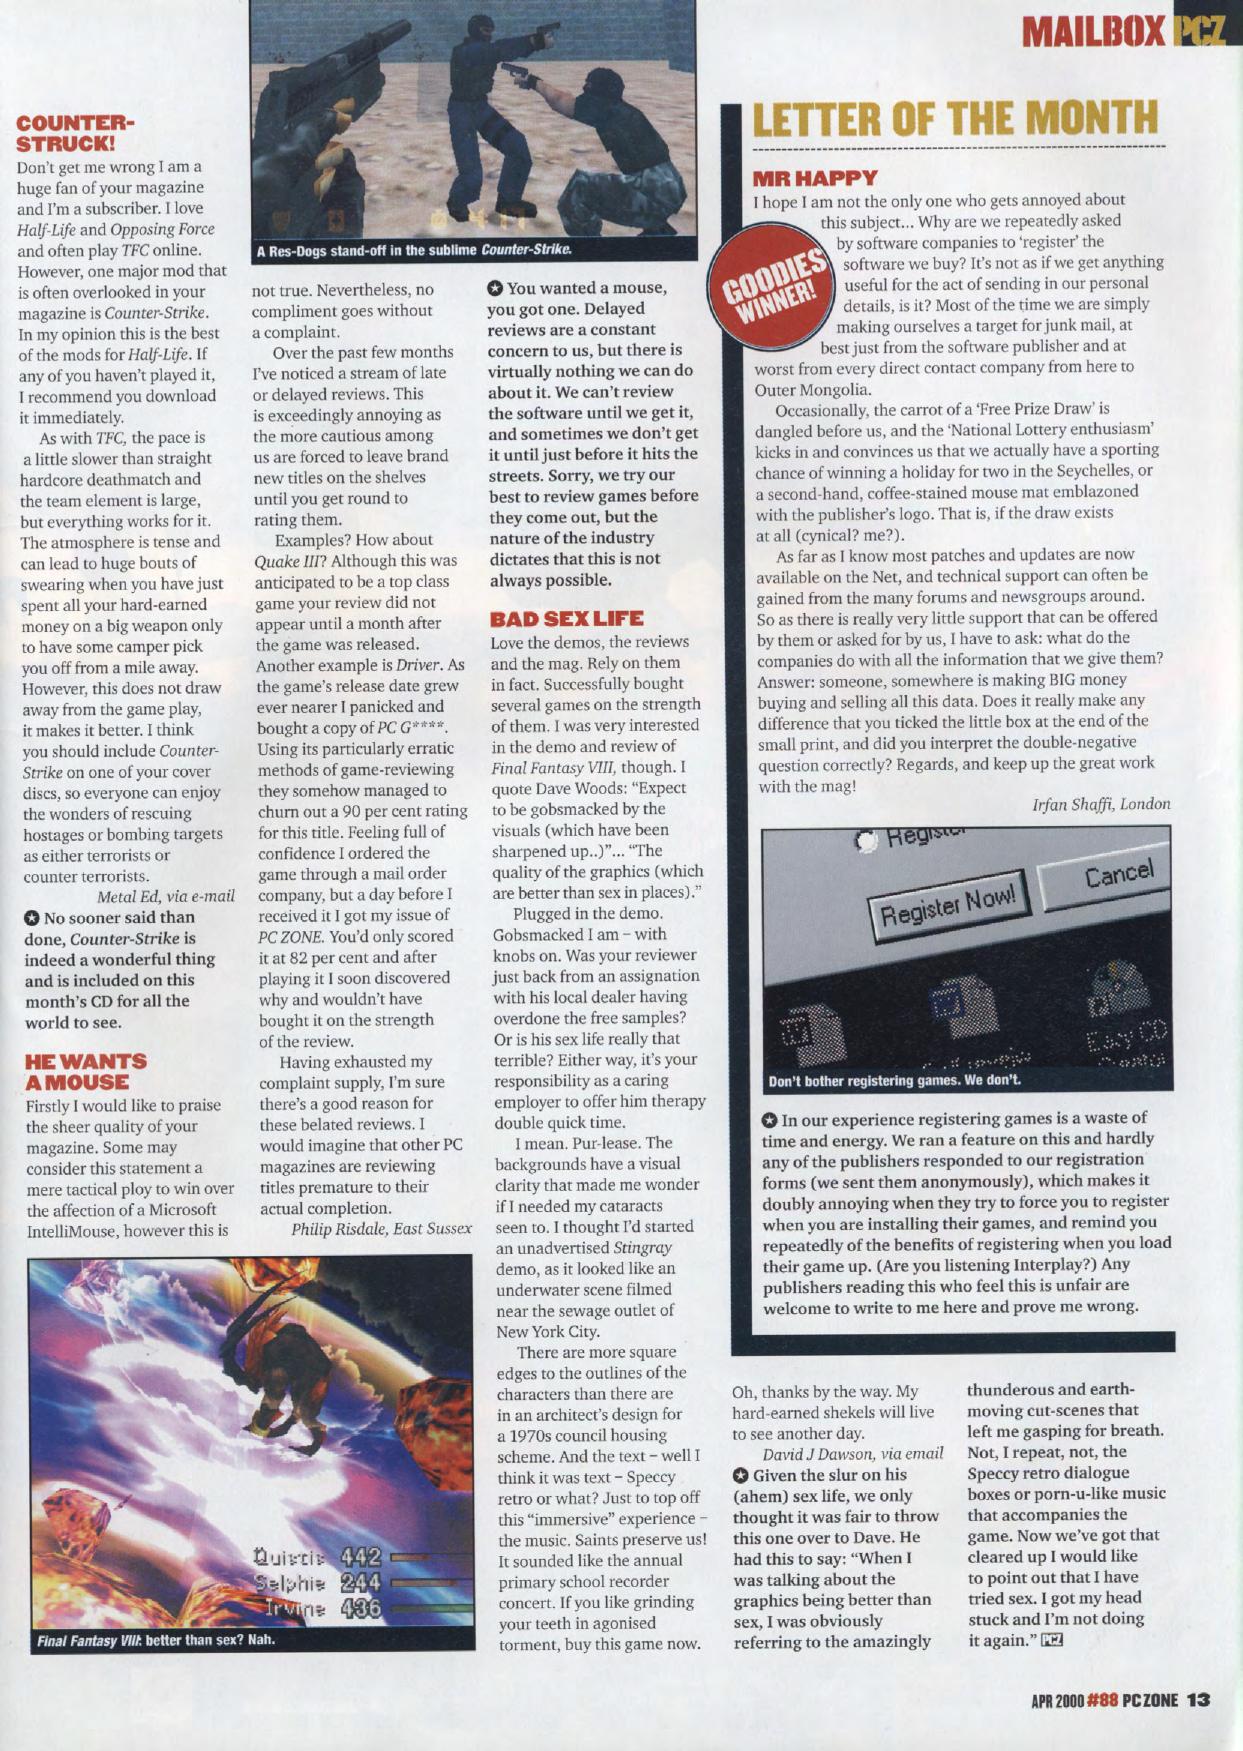 MAILBOX PCZ
COUNTER-
STRUCK!
Don't get me wrong I am a
huge fan of your magazine
and I'm a subscriber. I love
Half-Life and Opposing Force
and often play TFC online.
However, one major mod that
is often overlooked in your
magazine is Counter-Strike.
In my opinion this is the best
of the mods for Half-Life. If
any of you haven't played it,
I recommend you download
it immediately.
As with TFC, the pace is
a little slower than straight
hardcore deathmatch and
the team element is large,
but everything works for it.
The atmosphere is tense and
can lead to huge bouts of
swearing when you have just
spent all your hard-earned
money on a big weapon only
to have some camper pick
you off from a mile away.
However, this does not draw
away from the game play,
it makes it better. I think
you should include Counter-
Strike on one of your cover
discs, so everyone can enjoy
the wonders of rescuing
hostages or bombing targets
as either terrorists or
counter terrorists.
Metal Ed, via e-mail
No sooner said than
done, Counter-Strike is
indeed a wonderful thing
and is included on this
month's CD for all the
world to see.
HE WANTS
A MOUSE
Firstly I would like to praise
the sheer quality of your
magazine. Some may
consider this statement a
mere tactical ploy to win over
the affection of a Microsoft
IntelliMouse, however this is
A Res-Dogs stand-off in the sublime Counter-Strike.
not true. Nevertheless, no
compliment goes without
a complaint.
Over the past few months
I've noticed a stream of late
or delayed reviews. This
is exceedingly annoying as
the more cautious among
us are forced to leave brand
new titles on the shelves
until you get round to
rating them.
Examples? How about
Quake III? Although this was
anticipated to be a top class
game your review did not
appear until a month after
the game was released.
Another example is Driver. As
the game's release date grew
ever nearer I panicked and
bought a copy of PC G****.
Using its particularly erratic
methods of game-reviewing
they somehow managed to
churn out a 90 per cent rating
for this title. Feeling full of
confidence I ordered the
game through a mail order
company, but a day before I
received it I got my issue of
PC ZONE. You'd only scored
it at 82 per cent and after
playing it I soon discovered
why and wouldn't have
bought it on the strength
of the review.
Having exhausted my
complaint supply, I'm sure
there's a good reason for
these belated reviews. I
would imagine that other PC
magazines are reviewing
titles premature to their
actual completion.
Philip Risdale, East Sussex
Quistis 442
Selphie 244
Irvine 436
Final Fantasy VIII: better than sex? Nah.
You wanted a mouse,
you got one. Delayed
reviews are a constant
concern to us, but there is
virtually nothing we can do
about it. We can't review
the software until we get it,
and sometimes we don't get
it until just before it hits the
streets. Sorry, we try our
best to review games before
they come out, but the
nature of the industry
dictates that this is not
always possible.
BAD SEX LIFE
Love the demos, the reviews
and the mag. Rely on them
in fact. Successfully bought
several games on the strength
of them. I was very interested
in the demo and review of
Final Fantasy VIII, though. I
quote Dave Woods: “Expect
to be gobsmacked by the
visuals (which have been
sharpened up..)”... “The
quality of the graphics (which
are better than sex in places).”
Plugged in the demo.
Gobsmacked I am – with
knobs on. Was your reviewer
just back from an assignation
with his local dealer having
overdone the free samples?
Or is his sex life really that
terrible? Either way, it's your
responsibility as a caring
employer to offer him therapy
double quick time.
I mean. Pur-lease. The
backgrounds have a visual
clarity that made me wonder
if I needed my cataracts
seen to. I thought I'd started
an unadvertised Stingray
demo, as it looked like an
underwater scene filmed
near the sewage outlet of
New York City.
There are more square
edges to the outlines of the
characters than there are
in an architect's design for
a 1970s council housing
scheme. And the text – well I
think it was text – Speccy
retro or what? Just to top off
this “immersive” experience –
the music. Saints preserve us!
It sounded like the annual
primary school recorder
concert. If you like grinding
your teeth in agonised
torment, buy this game now.
Oh, thanks by the way. My
hard-earned shekels will live
to see another day.
David J Dawson, via email
Given the slur on his
(ahem) sex life, we only
thought it was fair to throw
this one over to Dave. He
had this to say: “When I
was talking about the
graphics being better than
sex, I was obviously
referring to the amazingly
thunderous and earth-
moving cut-scenes that
left me gasping for breath.
Not, I repeat, not, the
Speccy retro dialogue
boxes or porn-u-like music
that accompanies the
game. Now we've got that
cleared up I would like
to point out that I have
tried sex. I got my head
stuck and I'm not doing
it again.” PCZ
LETTER OF THE MONTH
MR HAPPY
GOODIES
WINNER!
I hope I am not the only one who gets annoyed about
this subject... Why are we repeatedly asked
by software companies to ‘register’ the
software we buy? It's not as if we get anything
useful for the act of sending in our personal
details, is it? Most of the time we are simply
making ourselves a target for junk mail, at
best just from the software publisher and at
worst from every direct contact company from here to
Outer Mongolia.
Occasionally, the carrot of a ‘Free Prize Draw’ is
dangled before us, and the ‘National Lottery enthusiasm’
kicks in and convinces us that we actually have a sporting
chance of winning a holiday for two in the Seychelles, or
a second-hand, coffee-stained mouse mat emblazoned
with the publisher's logo. That is, if the draw exists
at all (cynical? me?).
As far as I know most patches and updates are now
available on the Net, and technical support can often be
gained from the many forums and newsgroups around.
So as there is really very little support that can be offered
by them or asked for by us, I have to ask: what do the
companies do with all the information that we give them?
Answer: someone, somewhere is making BIG money
buying and selling all this data. Does it really make any
difference that you ticked the little box at the end of the
small print, and did you interpret the double-negative
question correctly? Regards, and keep up the great work
with the mag!
Irfan Shaffi, London
Register
Register Now!
Cancel
Easy CD
Don't bother registering games. We don't.
In our experience registering games is a waste of
time and energy. We ran a feature on this and hardly
any of the publishers responded to our registration
forms (we sent them anonymously), which makes it
doubly annoying when they try to force you to register
when you are installing their games, and remind you
repeatedly of the benefits of registering when you load
their game up. (Are you listening Interplay?) Any
publishers reading this who feel this is unfair are
welcome to write to me here and prove me wrong.
APR 2000 #88 PC ZONE 13